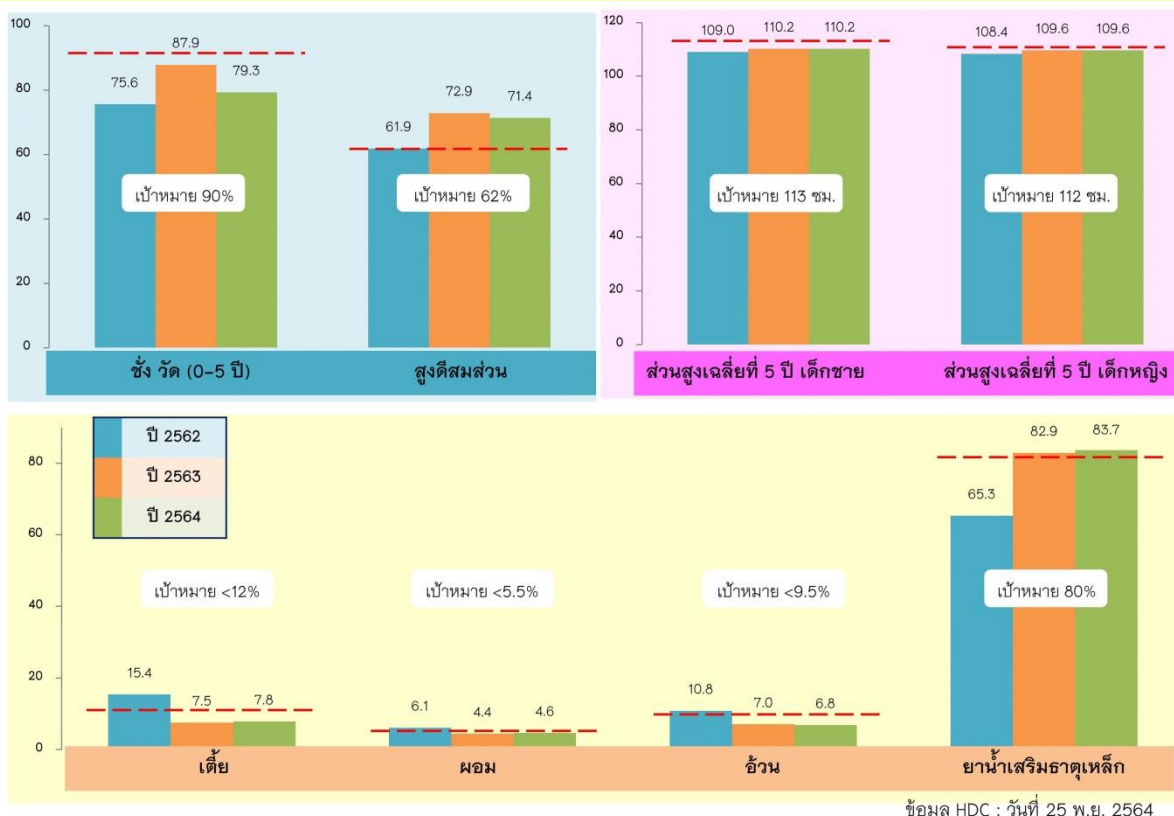 100
80
60
40
20
0
75.6
87.9
79.3
61.9
72.9
71.4
เป้าหมาย 90%
เป้าหมาย 62%
ชั่ง วัด (0-5 ปี)
สูงดีสมส่วน
120
100
80
60
40
20
0
109.0
110.2
110.2
108.4
109.6
109.6
เป้าหมาย 113 ซม.
เป้าหมาย 112 ซม.
ส่วนสูงเฉลี่ยที่ 5 ปี เด็กชาย
ส่วนสูงเฉลี่ยที่ 5 ปี เด็กหญิง
ปี 2562
ปี 2563
ปี 2564
80
60
40
20
0
เป้าหมาย <12%
เป้าหมาย <5.5%
เป้าหมาย <9.5%
เป้าหมาย 80%
15.4
7.5
7.8
6.1
4.4
4.6
10.8
7.0
6.8
65.3
82.9
83.7
เตี้ย
ผอม
อ้วน
ยาน้ำเสริมธาตุเหล็ก
ข้อมูล HDC : วันที่ 25 พ.ย. 2564